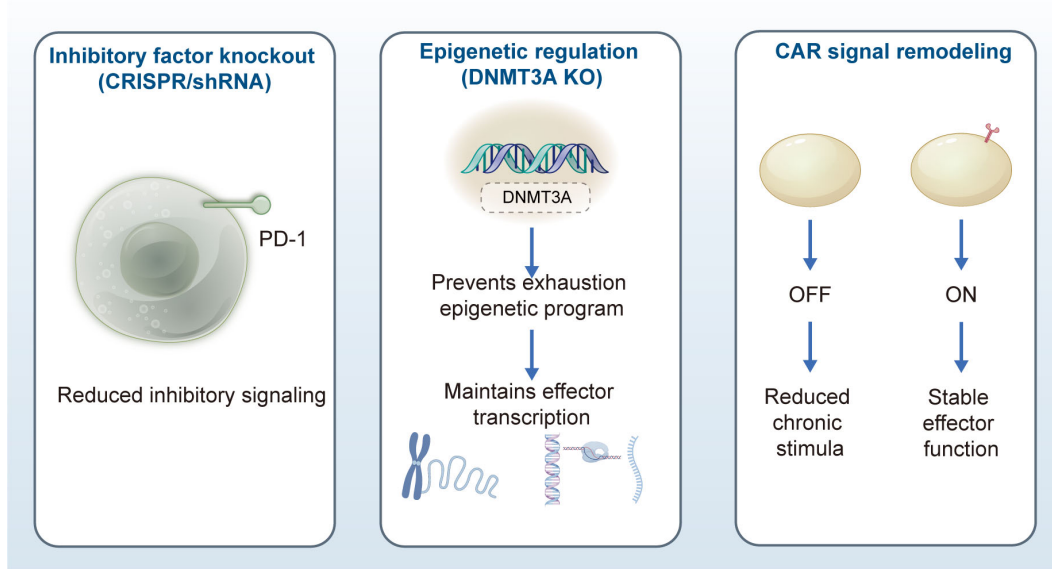 Inhibitory factor knockout
(CRISPR/shRNA)
PD-1
Reduced inhibitory signaling
Epigenetic regulation
(DNMT3A KO)
DNMT3A
Prevents exhaustion
epigenetic program
Maintains effector
transcription
CAR signal remodeling
OFF
Reduced
chronic
stimula
ON
Stable
effector
function